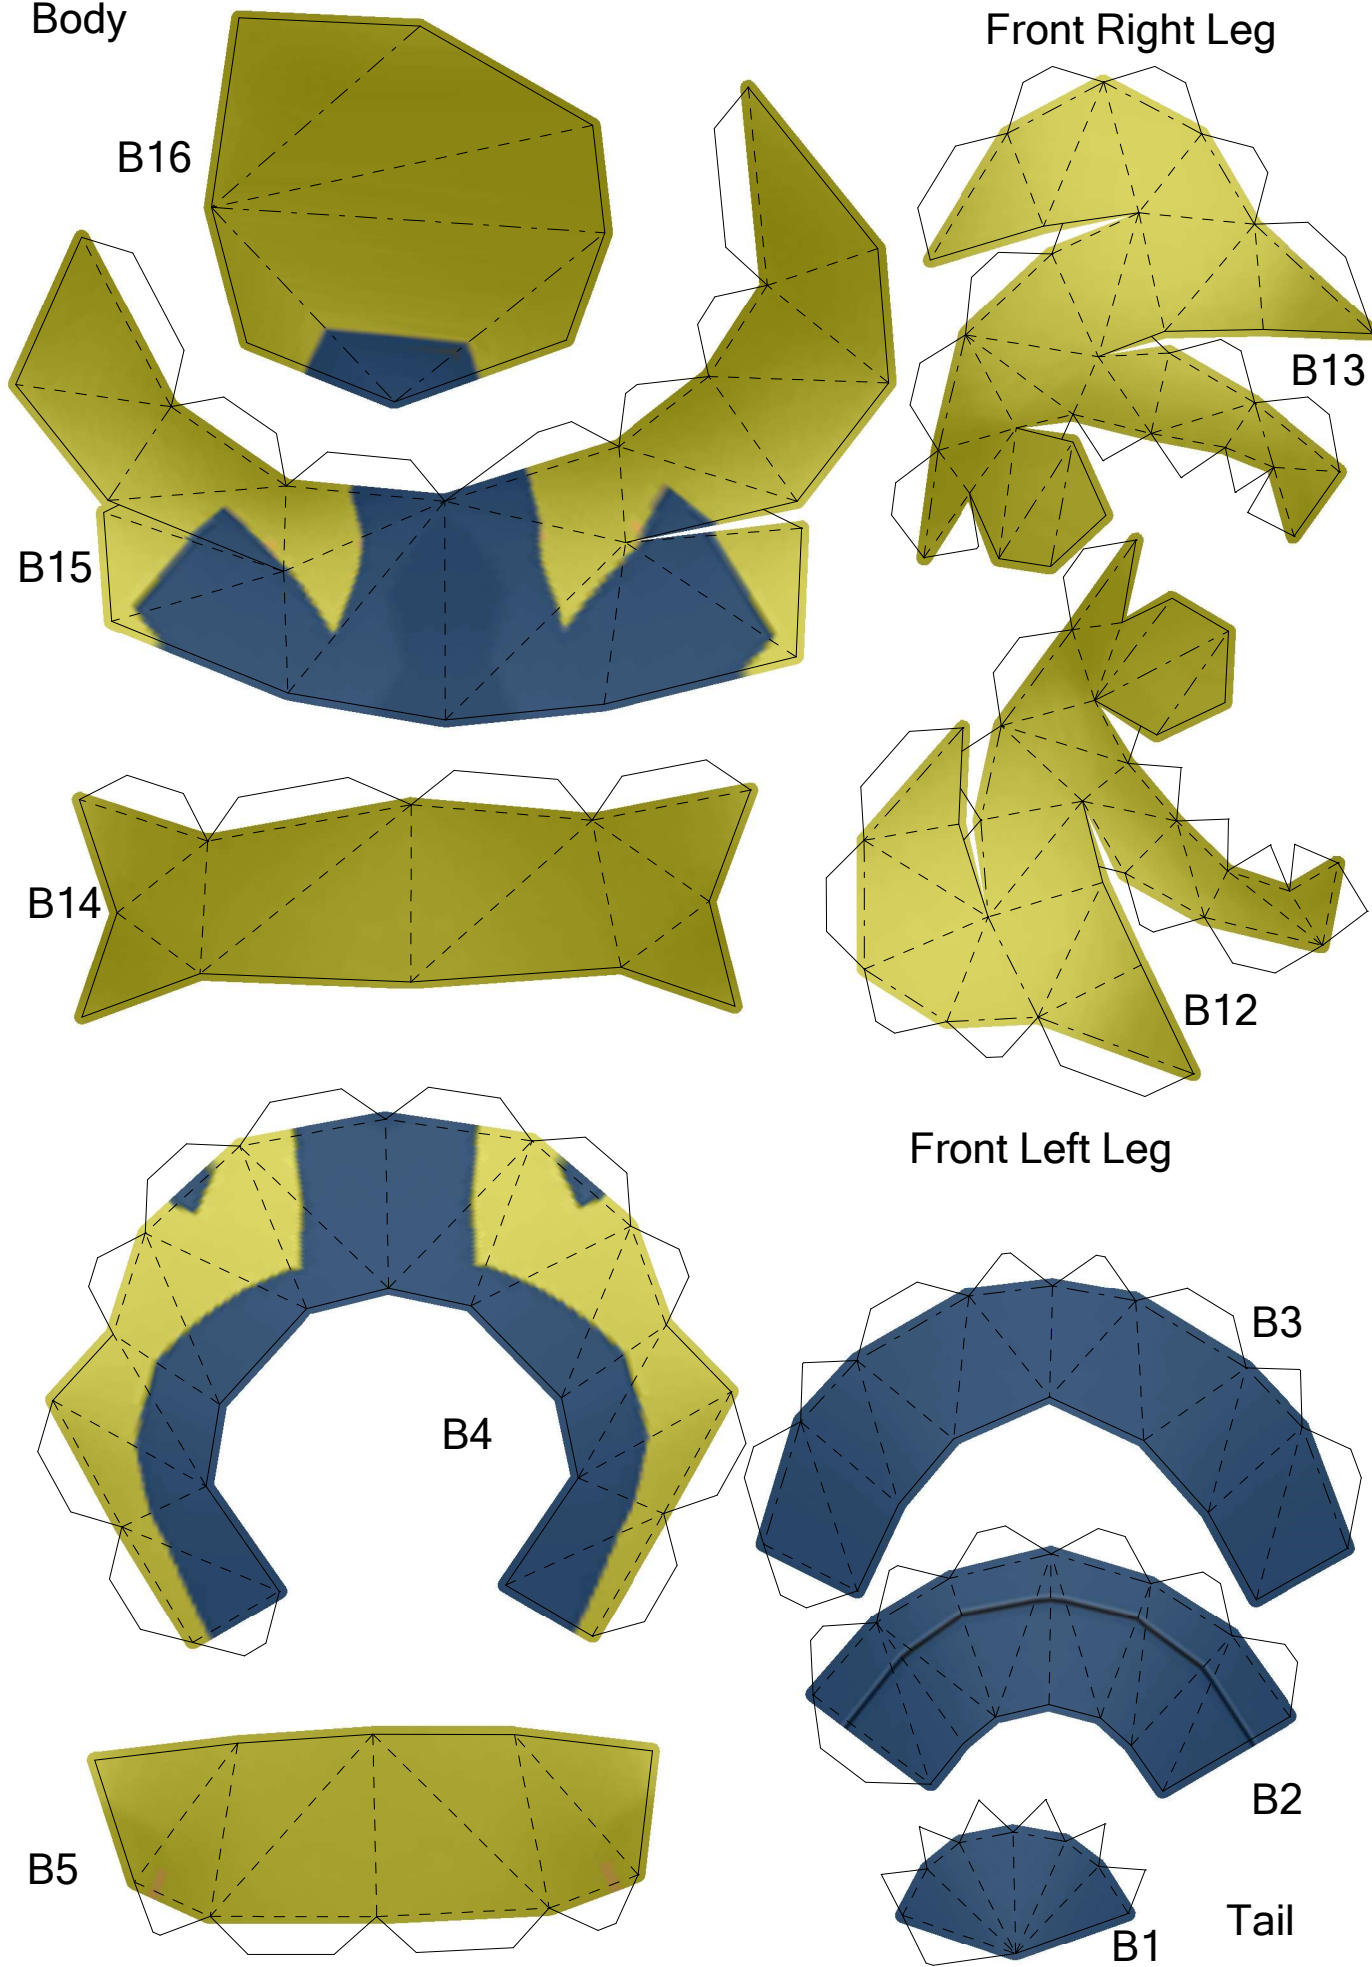 Body
Front Right Leg
B16
B13
B15
B14
B12
Front Left Leg
B3
B4
B2
B5
Tail
B1